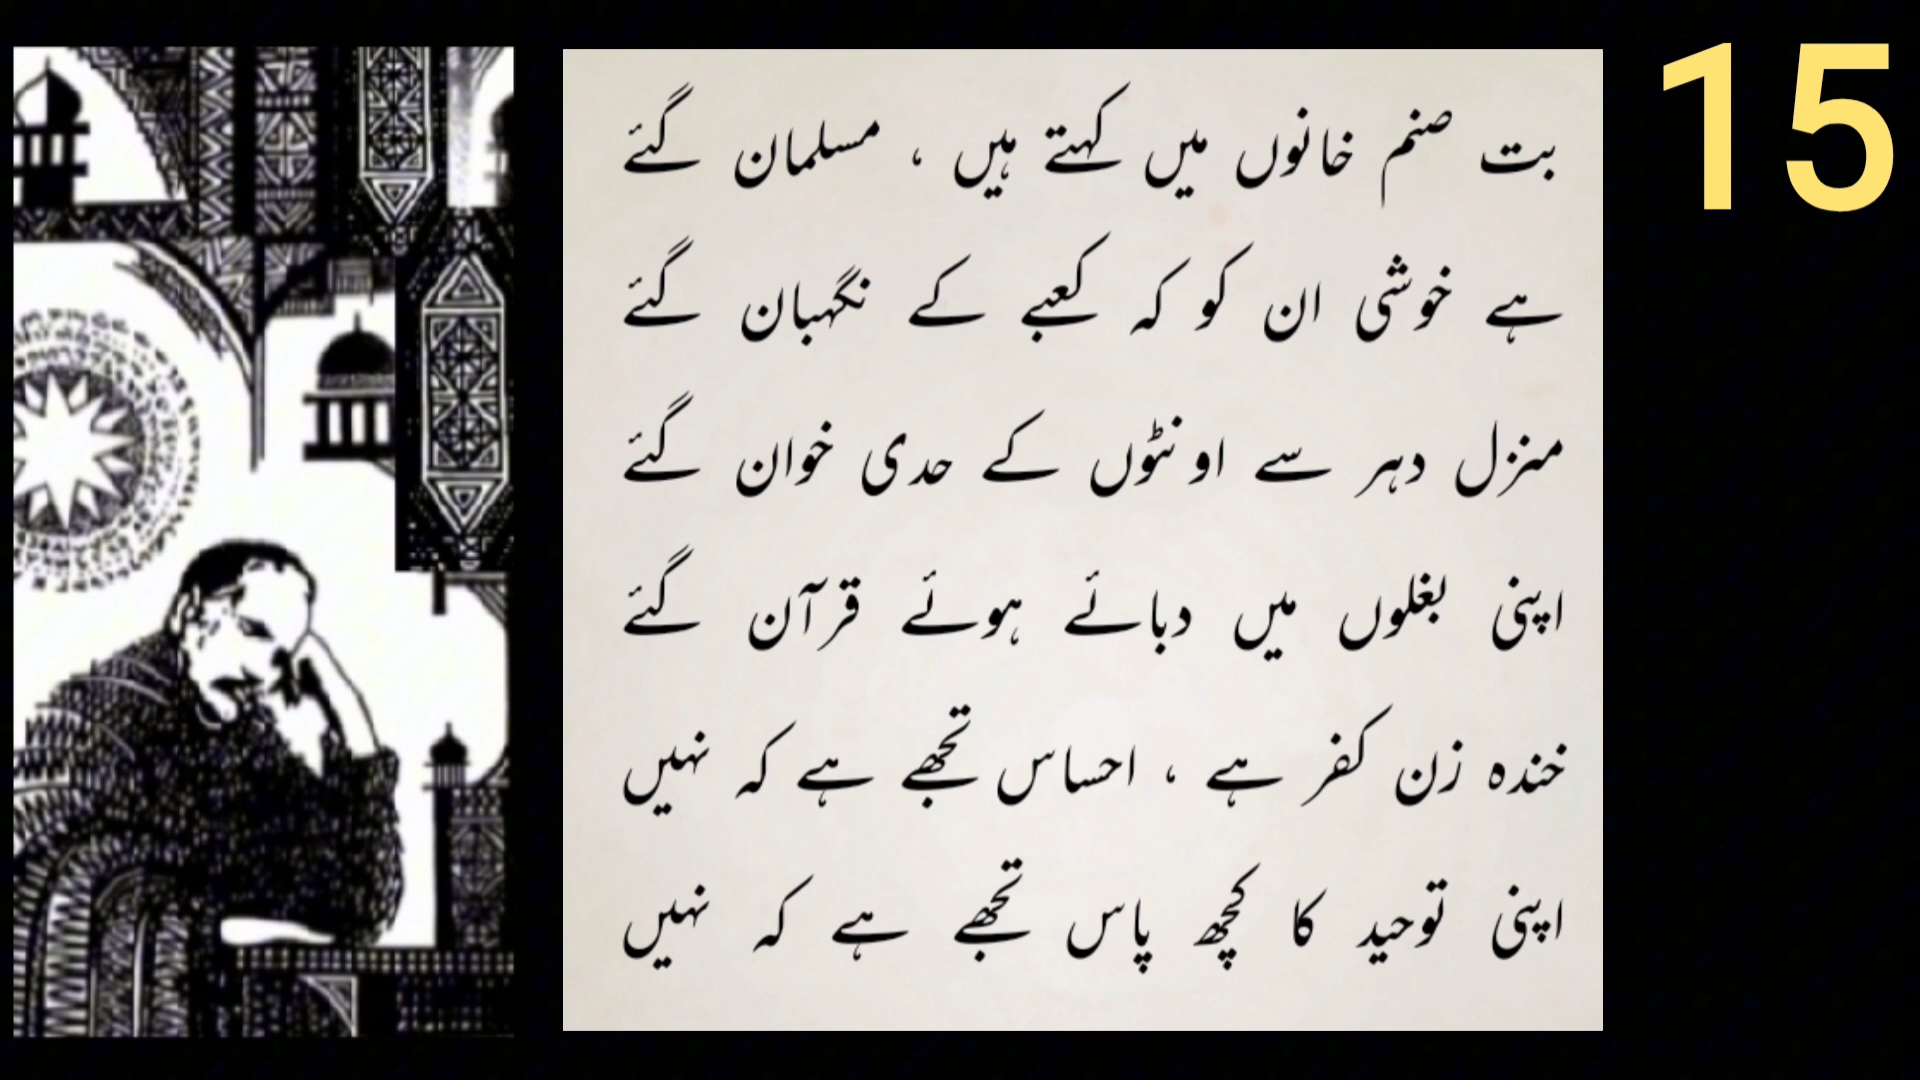 15
بت صنم خانوں میں کہتے ہیں ، مسلمان گئے
ہے خوشی ان کو کہ کعبے کے نگہبان گئے
منزل دہر سے اونٹوں کے حدی خوان گئے
اپنی بغلوں میں دبائے ہوئے قرآن گئے
خندہ زن کفر ہے ، احساس تجھے ہے کہ نہیں
اپنی توحید کا کچھ پاس تجھے ہے کہ نہیں